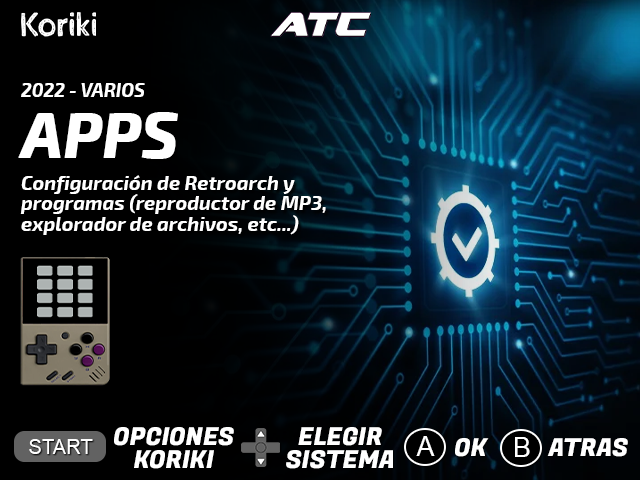 Koriki
ATC
2022 - VARIOS
APPS
Configuración de Retroarch y
programas (reproductor de MP3,
explorador de archivos, etc...)
START
OPCIONES
KORIKI
ELEGIR
SISTEMA
A
OK
B
ATRAS